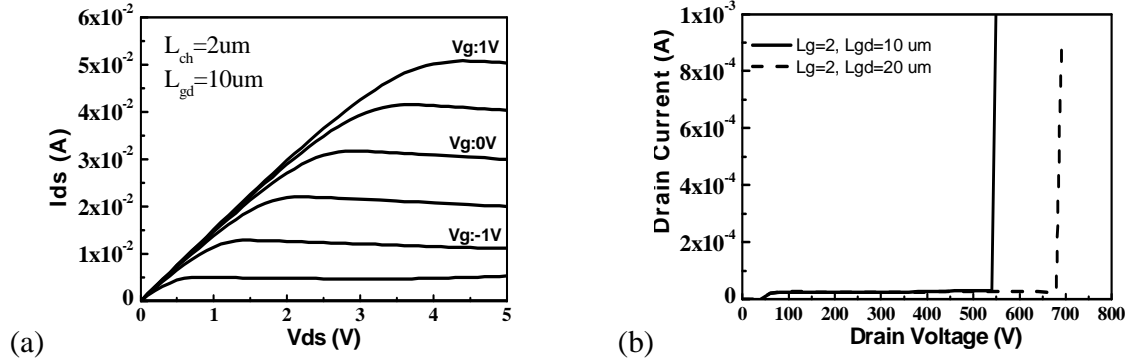 6x10⁻²
5x10⁻²
4x10⁻²
3x10⁻²
2x10⁻²
1x10⁻²
0
Ids (A)
L_ch=2um
L_gd=10um
Vg:1V
Vg:0V
Vg:-1V
0 1 2 3 4 5
Vds (V)
(a)
1x10⁻³
8x10⁻⁴
6x10⁻⁴
4x10⁻⁴
2x10⁻⁴
0
Drain Current (A)
Lg=2, Lgd=10 um
Lg=2, Lgd=20 um
0 100 200 300 400 500 600 700 800
Drain Voltage (V)
(b)